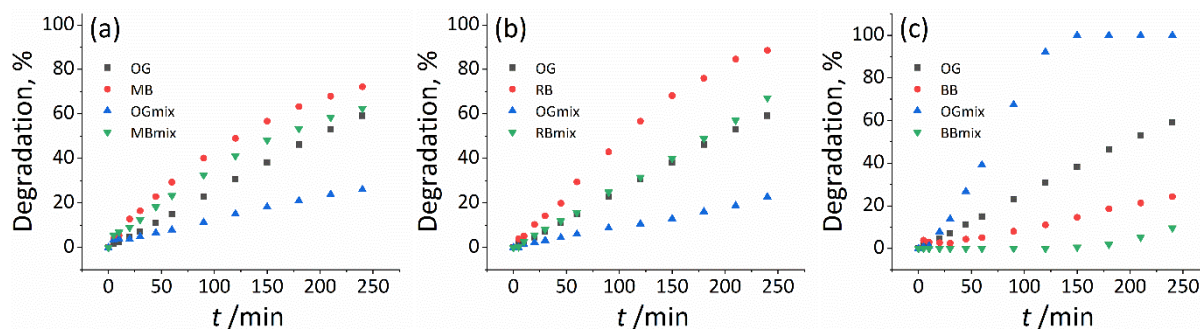 (a)
Degradation, %
100
80
60
40
20
0
OG
MB
OGmix
MBmix
0 50 100 150 200 250
t /min
(b)
Degradation, %
100
80
60
40
20
0
OG
RB
OGmix
RBmix
0 50 100 150 200 250
t /min
(c)
Degradation, %
100
80
60
40
20
0
OG
BB
OGmix
BBmix
0 50 100 150 200 250
t /min